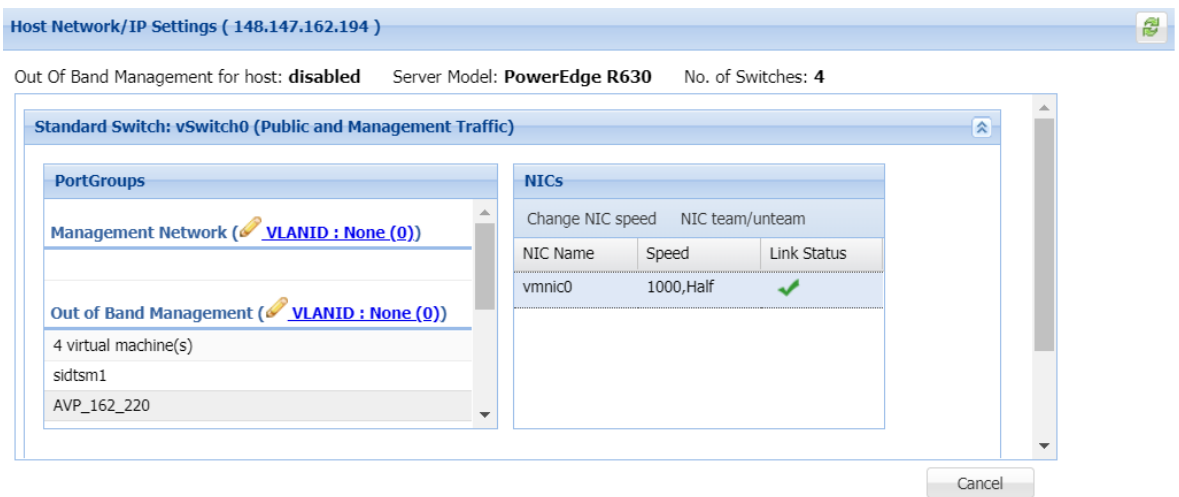 Host Network/IP Settings ( 148.147.162.194 )
Out Of Band Management for host: disabled Server Model: PowerEdge R630 No. of Switches: 4
Standard Switch: vSwitch0 (Public and Management Traffic)
PortGroups
Management Network ( VLANID : None (0))
Out of Band Management ( VLANID : None (0))
4 virtual machine(s)
sidtsm1
AVP_162_220
NICs
Change NIC speed NIC team/unteam
NIC Name Speed Link Status
vmnic0 1000,Half
Cancel